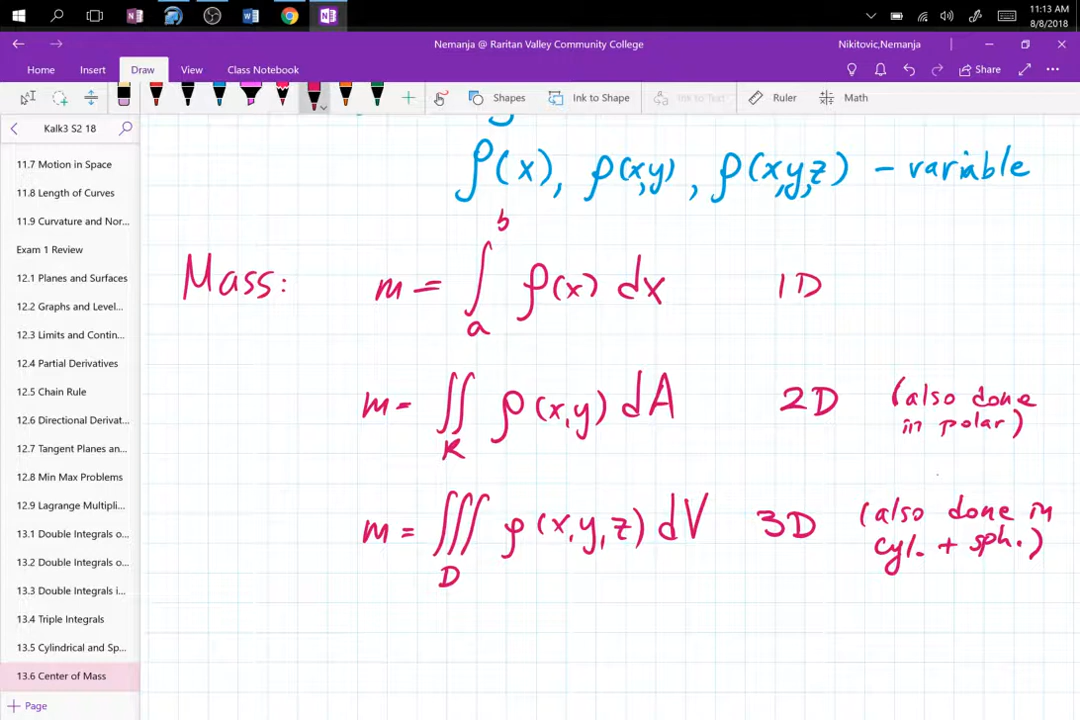 11:13 AM
8/8/2018
Nemanja @ Raritan Valley Community College
Nikitovic,Nemanja
Home Insert Draw View Class Notebook Share
Shapes Ink to Shape Ink to Text Ruler Math
Kalk3 S2 18
11.7 Motion in Space
11.8 Length of Curves
11.9 Curvature and Nor...
Exam 1 Review
12.1 Planes and Surfaces
12.2 Graphs and Level...
12.3 Limits and Contin...
12.4 Partial Derivatives
12.5 Chain Rule
12.6 Directional Derivat...
12.7 Tangent Planes an...
12.8 Min Max Problems
12.9 Lagrange Multipli...
13.1 Double Integrals o...
13.2 Double Integrals o...
13.3 Double Integrals i...
13.4 Triple Integrals
13.5 Cylindrical and Sp...
13.6 Center of Mass
+ Page
ρ(x), ρ(x,y), ρ(x,y,z) - variable
Mass: m = ∫_a^b ρ(x) dx 1D
m = ∬_R ρ(x,y) dA 2D (also done
in polar)
m = ∭_D ρ(x,y,z) dV 3D (also done in
cyl. + sph.)